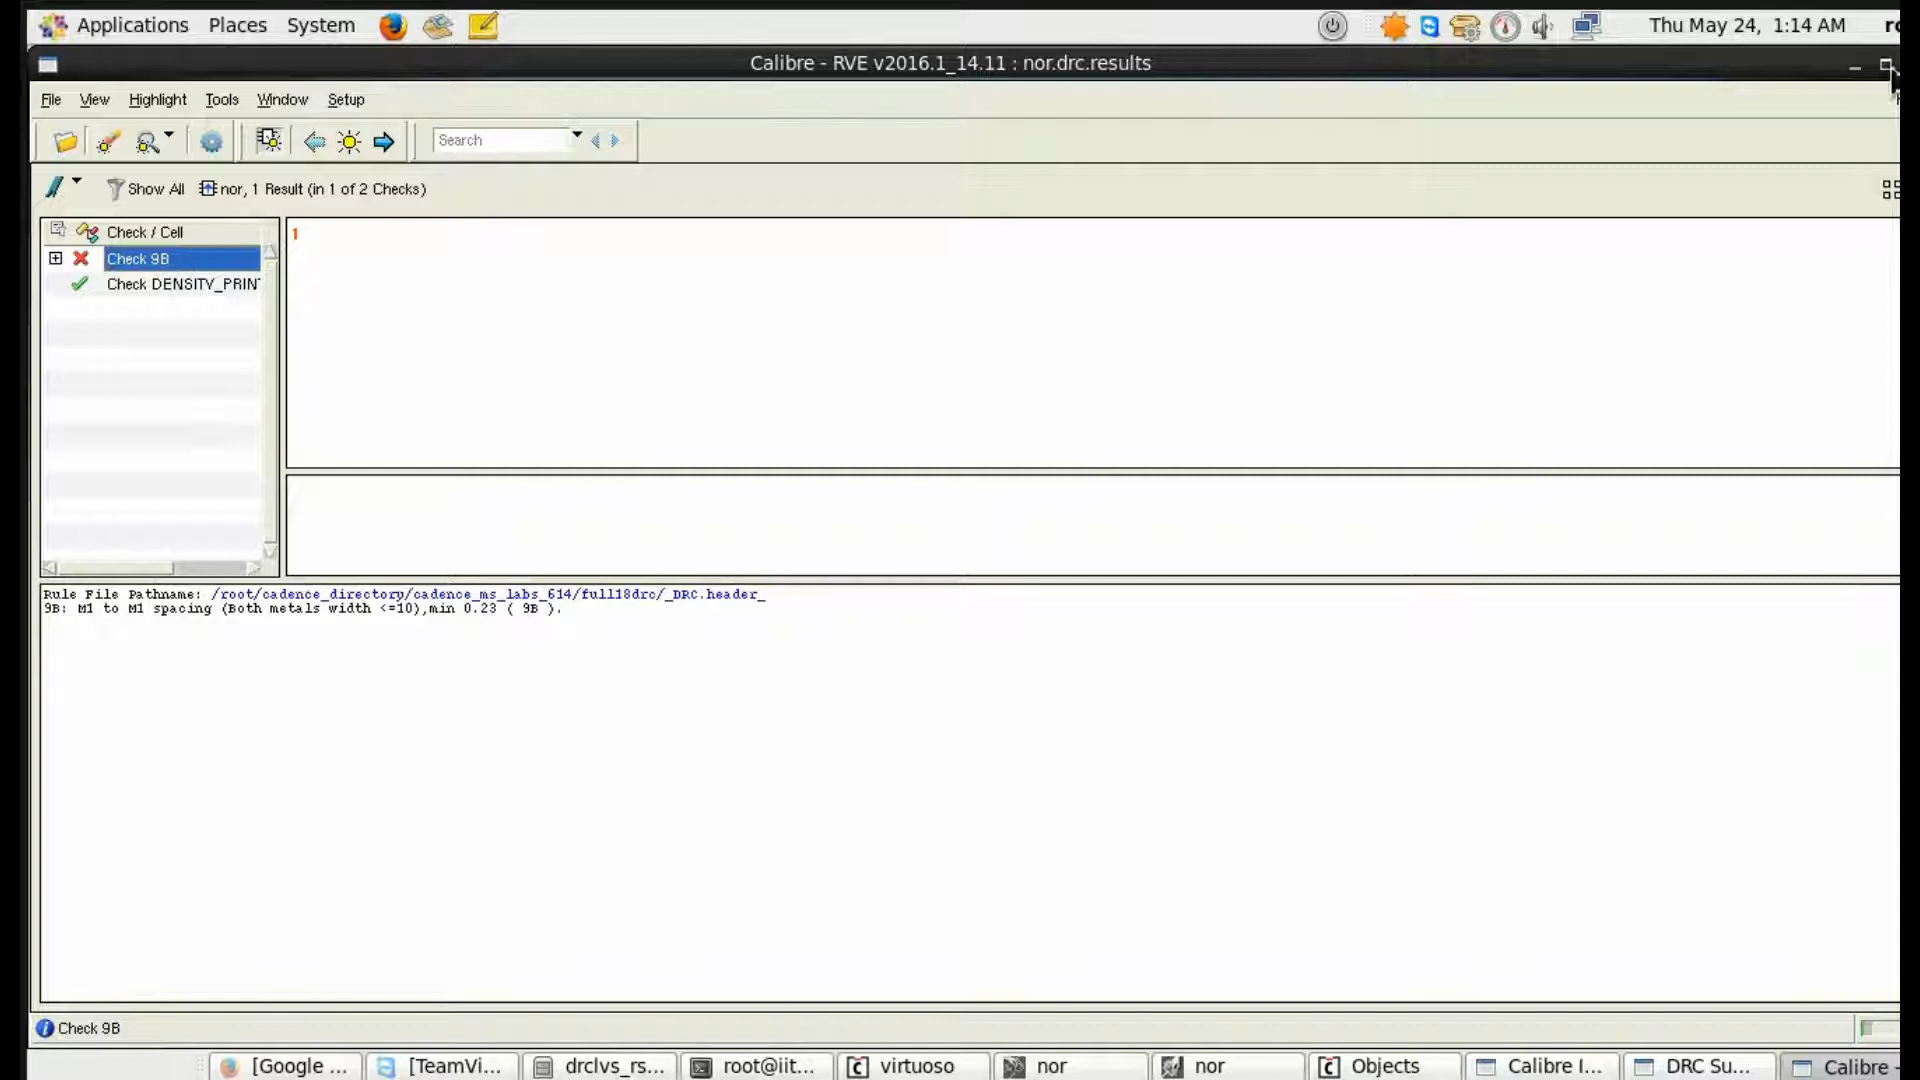 Applications Places System Thu May 24, 1:14 AM
Calibre - RVE v2016.1_14.11 : nor.drc.results
File View Highlight Tools Window Setup
Search
Show All nor, 1 Result (in 1 of 2 Checks)
Check / Cell
1
Check 9B
Check DENSITY_PRIN
Rule File Pathname: /root/cadence_directory/cadence_ms_labs_614/full18drc/_DRC.header_
9B: M1 to M1 spacing (Both metals width <=10),min 0.23 ( 9B ).
Check 9B
[Google ... [TeamVi... drclvs_rs... root@iit... virtuoso nor nor Objects Calibre I... DRC Su... Calibre -